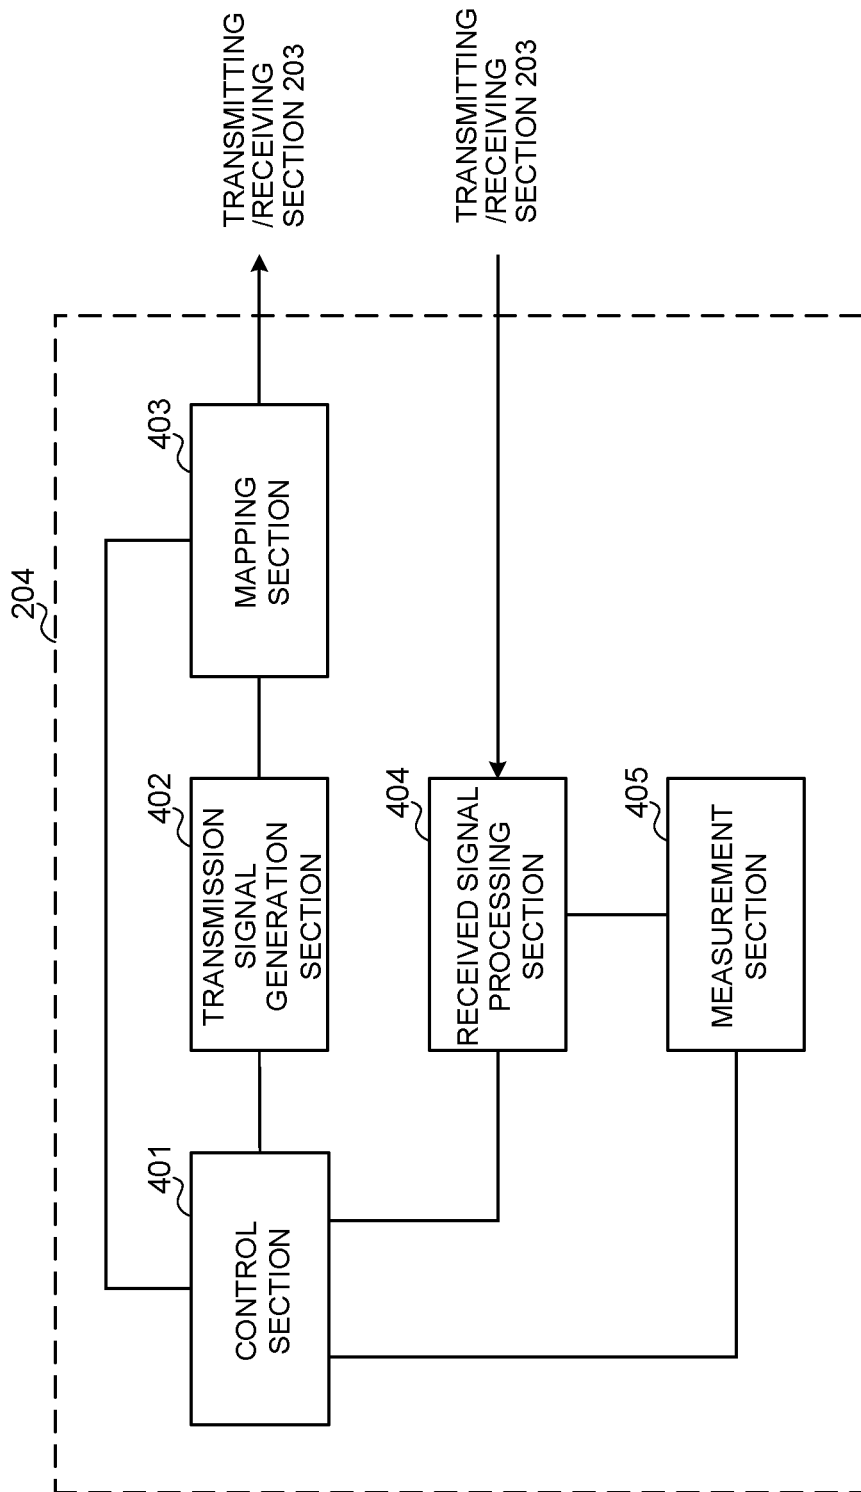 204
401
CONTROL
SECTION
402
TRANSMISSION
SIGNAL
GENERATION
SECTION
403
MAPPING
SECTION
TRANSMITTING
/RECEIVING
SECTION 203
404
RECEIVED SIGNAL
PROCESSING
SECTION
TRANSMITTING
/RECEIVING
SECTION 203
405
MEASUREMENT
SECTION